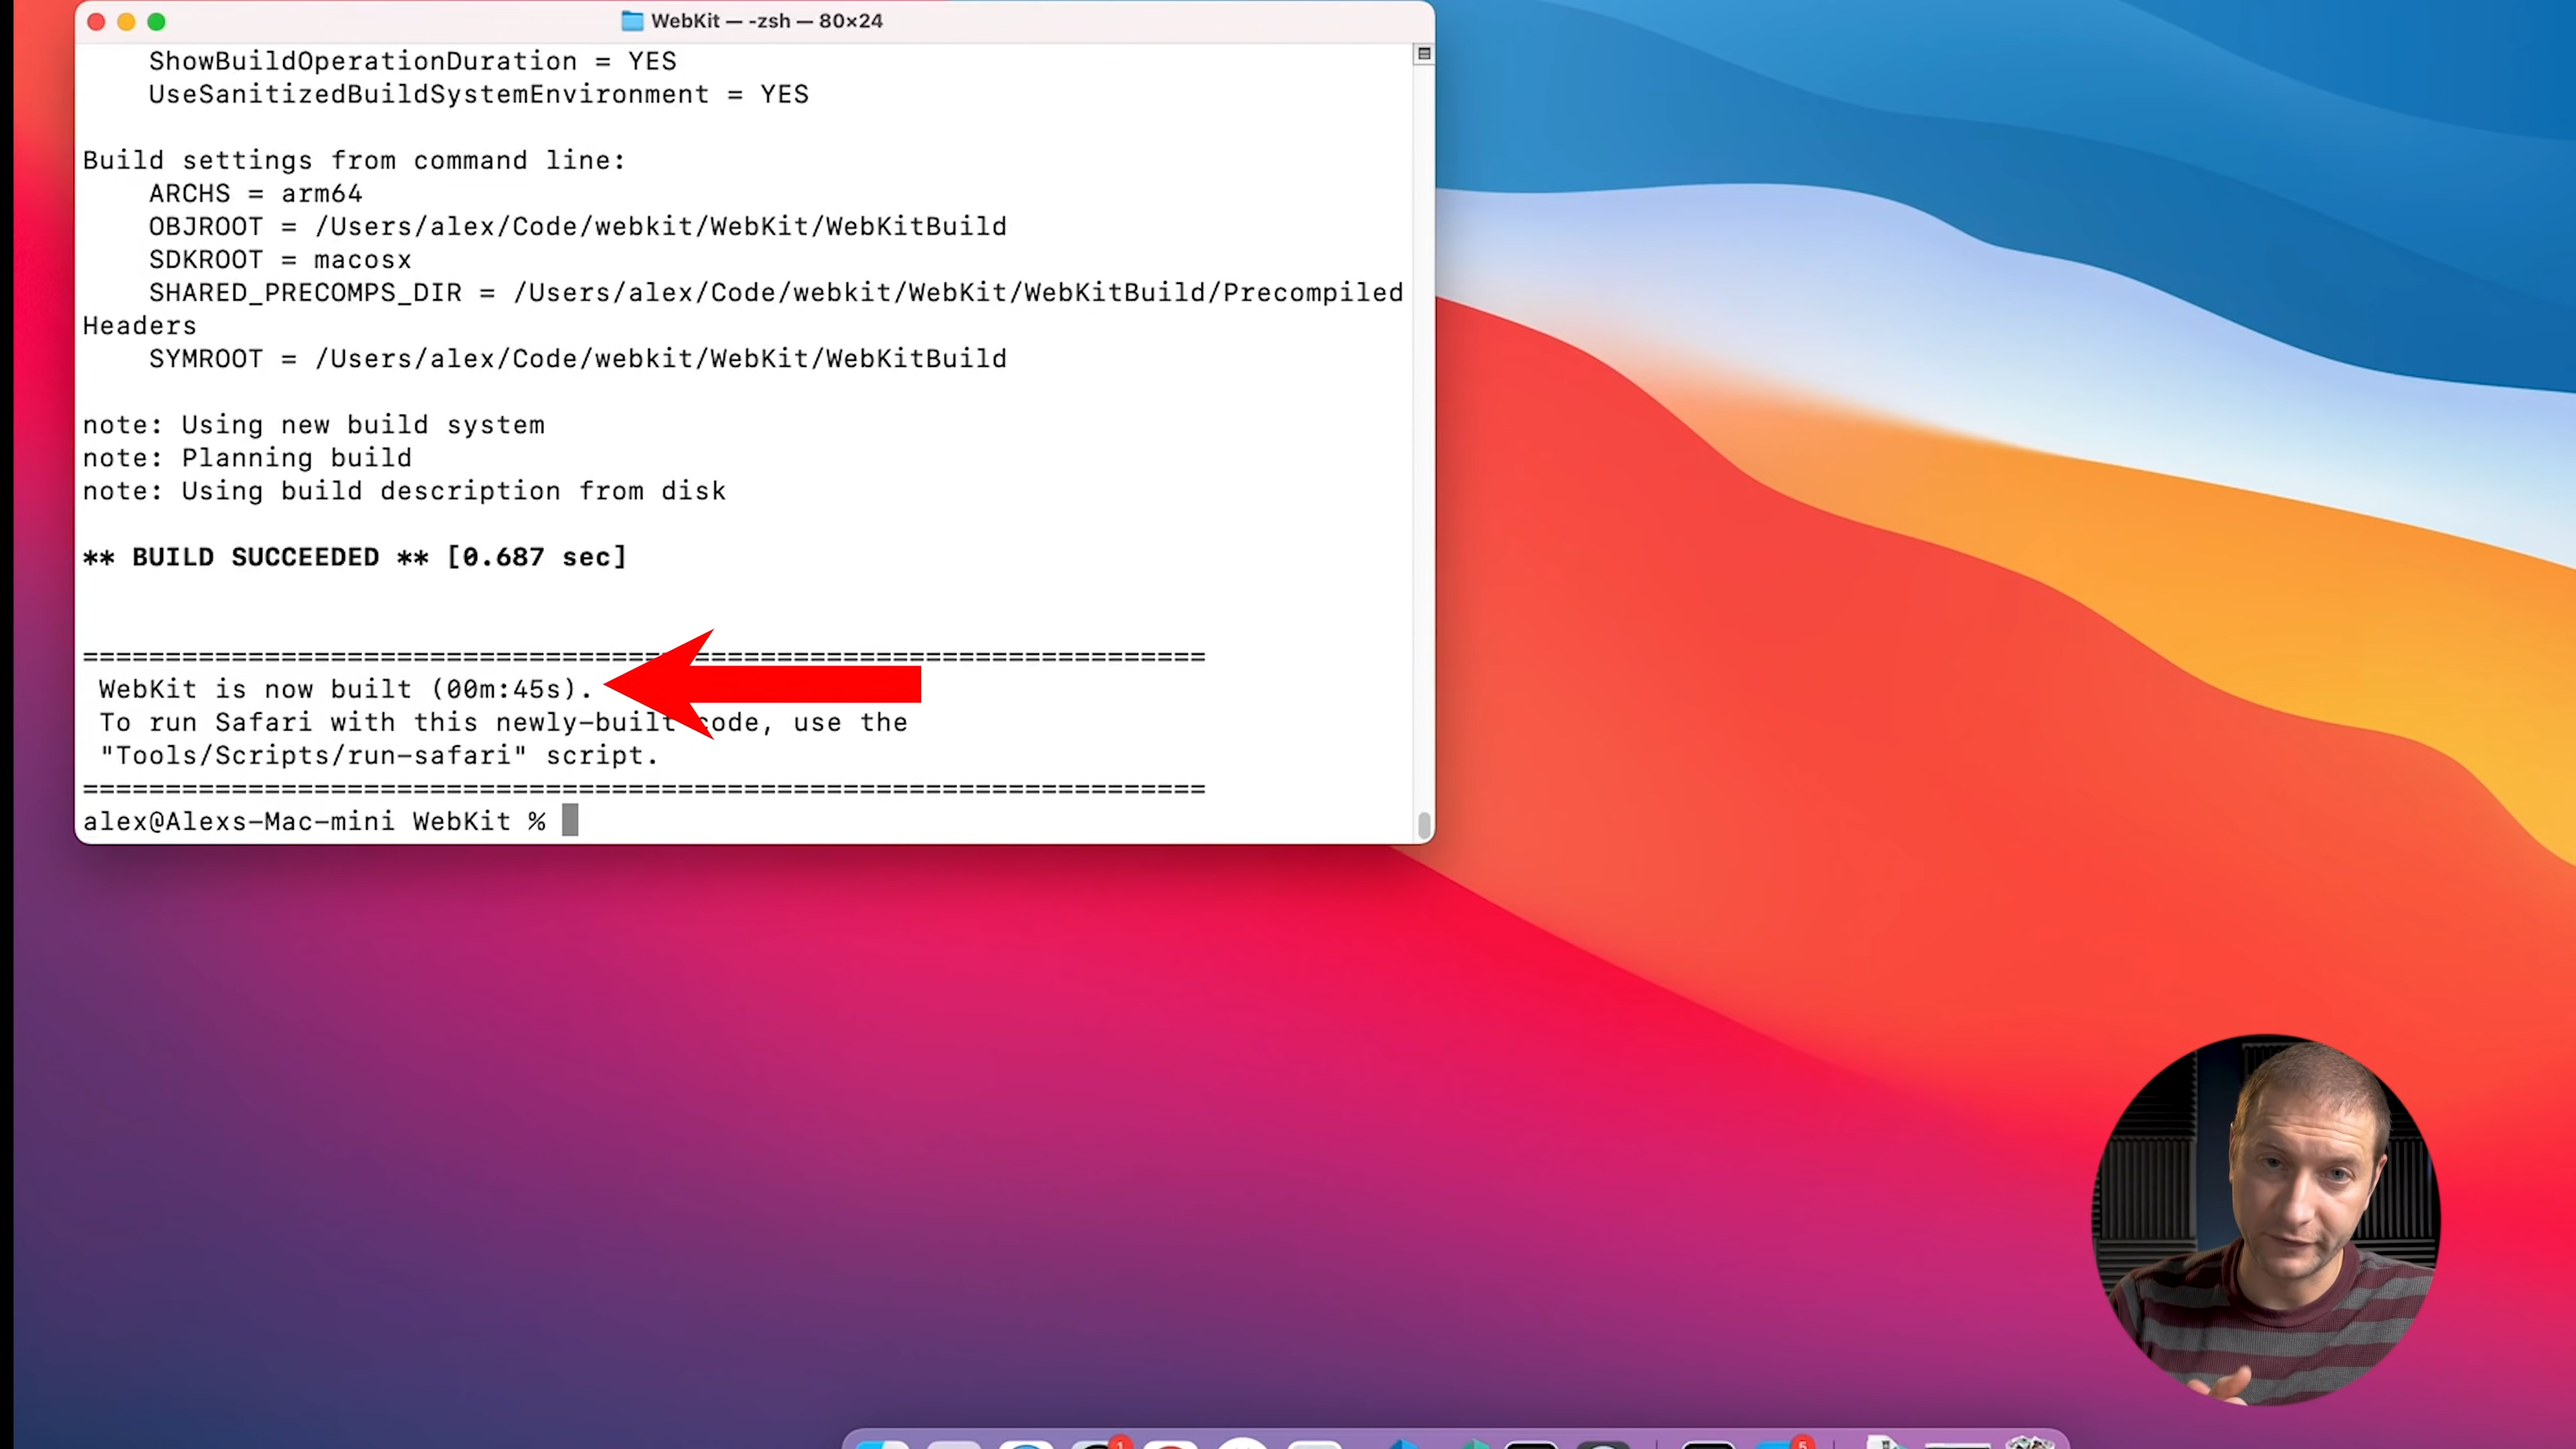 WebKit — -zsh — 80×24
ShowBuildOperationDuration = YES
UseSanitizedBuildSystemEnvironment = YES
Build settings from command line:
ARCHS = arm64
OBJROOT = /Users/alex/Code/webkit/WebKit/WebKitBuild
SDKROOT = macosx
SHARED_PRECOMPS_DIR = /Users/alex/Code/webkit/WebKit/WebKitBuild/Precompiled
Headers
SYMROOT = /Users/alex/Code/webkit/WebKit/WebKitBuild
note: Using new build system
note: Planning build
note: Using build description from disk
** BUILD SUCCEEDED ** [0.687 sec]
====================================================================
WebKit is now built (00m:45s).
To run Safari with this newly-built code, use the
"Tools/Scripts/run-safari" script.
====================================================================
alex@Alexs-Mac-mini WebKit %
1
5